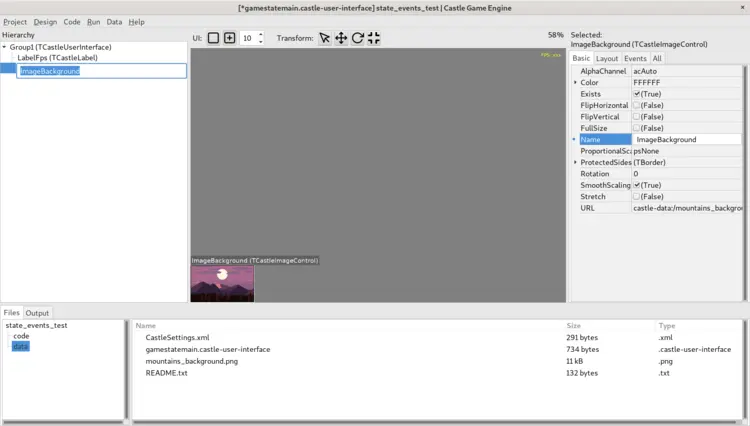 [*gamestatemain.castle-user-interface] state_events_test | Castle Game Engine
×
Project Design Edit Code Run Data Help
Hierarchy
Group1 (TCastleUserInterface)
LabelFps (TCastleLabel)
ImageBackground
UI: 10 Transform: 58%
FPS: xxx
ImageBackground (TCastleImageControl)
Selected:
ImageBackground (TCastleImageControl)
Basic Layout Events All
AlphaChannel acAuto
Color FFFFFF
Exists (True)
FlipHorizontal (False)
FlipVertical (False)
FullSize (False)
Name ImageBackground
ProportionalSca psNone
ProtectedSides (TBorder)
Rotation 0
SmoothScaling (True)
Stretch (False)
URL castle-data:/mountains_backgrou
Files Output
state_events_test
code
data
Name Size Type
CastleSettings.xml 291 bytes .xml
gamestatemain.castle-user-interface 734 bytes .castle-user-interface
mountains_background.png 11 kB .png
README.txt 132 bytes .txt